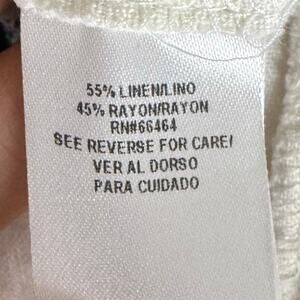 55% LINEN/LINO
45% RAYON/RAYON
RN#66464
SEE REVERSE FOR CARE/
VER AL DORSO
PARA CUIDADO